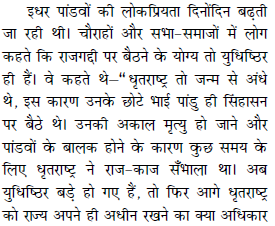 इधर पांडवों की लोकप्रियता दिनोंदिन बढ़ती
जा रही थी। चौराहों और सभा-समाजों में लोग
कहते कि राजगद्दी पर बैठने के योग्य तो युधिष्ठिर
ही हैं। वे कहते थे–“धृतराष्ट्र तो जन्म से अंधे
थे, इस कारण उनके छोटे भाई पांडु ही सिंहासन
पर बैठे थे। उनकी अकाल मृत्यु हो जाने और
पांडवों के बालक होने के कारण कुछ समय के
लिए धृतराष्ट्र ने राज-काज सँभाला था। अब
युधिष्ठिर बड़े हो गए हैं, तो फिर आगे धृतराष्ट्र
को राज्य अपने ही अधीन रखने का क्या अधिकार